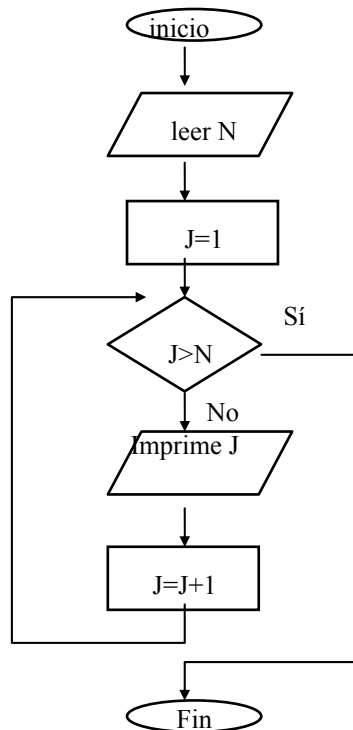 inicio
leer N
J=1
Sí
J>N
No
Imprime J
J=J+1
Fin